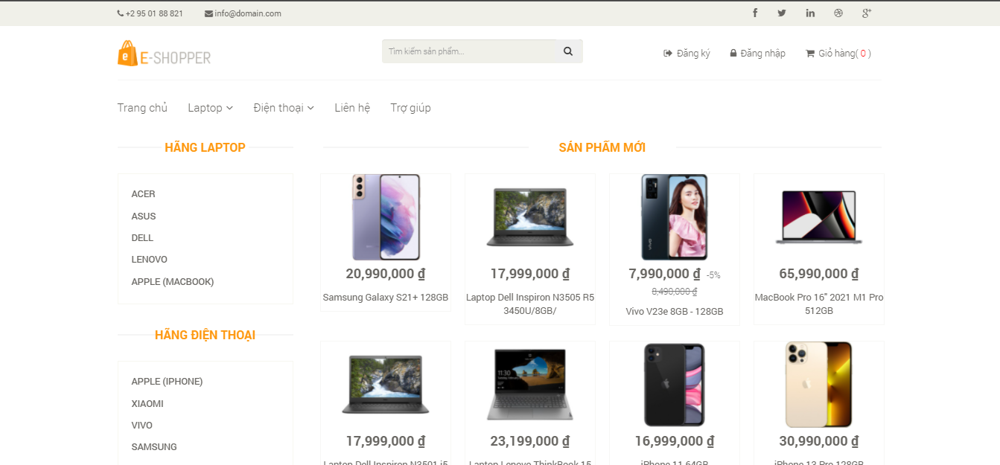 +2 95 01 88 821
info@domain.com
E-SHOPPER
Tìm kiếm sản phẩm...
Đăng ký
Đăng nhập
Giỏ hàng( 0 )
Trang chủ
Laptop
Điện thoại
Liên hệ
Trợ giúp
HÃNG LAPTOP
ACER
ASUS
DELL
LENOVO
APPLE (MACBOOK)
HÃNG ĐIỆN THOẠI
APPLE (IPHONE)
XIAOMI
VIVO
SAMSUNG
SẢN PHẨM MỚI
20,990,000 ₫
Samsung Galaxy S21+ 128GB
17,999,000 ₫
Laptop Dell Inspiron N3505 R5
3450U/8GB/
7,990,000 ₫ -5%
8,490,000 ₫
Vivo V23e 8GB - 128GB
65,990,000 ₫
MacBook Pro 16" 2021 M1 Pro
512GB
17,999,000 ₫
Laptop Dell Inspiron N3501 i5
11:30
23,199,000 ₫
Laptop Lenovo ThinkBook 15
16,999,000 ₫
iPhone 11 64GB
30,990,000 ₫
iPhone 13 Pro 128GB